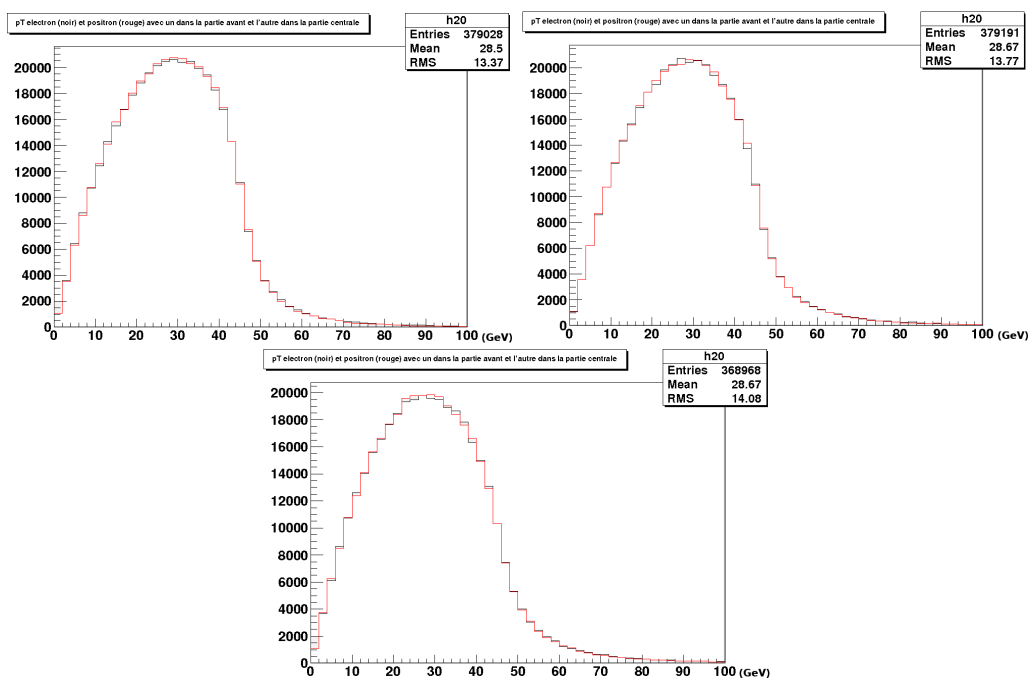 pT electron (noir) et positron (rouge) avec un dans la partie avant et l'autre dans la partie centrale
h20
Entries 379028
Mean 28.5
RMS 13.37
20000
18000
16000
14000
12000
10000
8000
6000
4000
2000
0
0 10 20 30 40 50 60 70 80 90 100 (GeV)
pT electron (noir) et positron (rouge) avec un dans la partie avant et l'autre dans la partie centrale
h20
Entries 379191
Mean 28.67
RMS 13.77
20000
18000
16000
14000
12000
10000
8000
6000
4000
2000
0
0 10 20 30 40 50 60 70 80 90 100 (GeV)
pT electron (noir) et positron (rouge) avec un dans la partie avant et l'autre dans la partie centrale
h20
Entries 368968
Mean 28.67
RMS 14.08
20000
18000
16000
14000
12000
10000
8000
6000
4000
2000
0
0 10 20 30 40 50 60 70 80 90 100 (GeV)